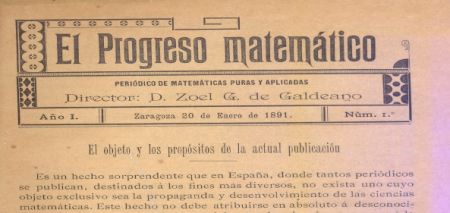 El Progreso matemático
PERIÓDICO DE MATEMÁTICAS PURAS Y APLICADAS
Director: D. Zoel G. de Galdeano
Año I. Zaragoza 20 de Enero de 1891. Núm. 1.º
El objeto y los propósitos de la actual publicación
Es un hecho sorprendente que en España, donde tantos periódicos
se publican, destinados á los fines más diversos, no exista uno cuyo
objeto exclusivo sea la propaganda y desenvolvimiento de las ciencias
matemáticas. Este hecho no debe atribuirse en absoluto á desconoci-